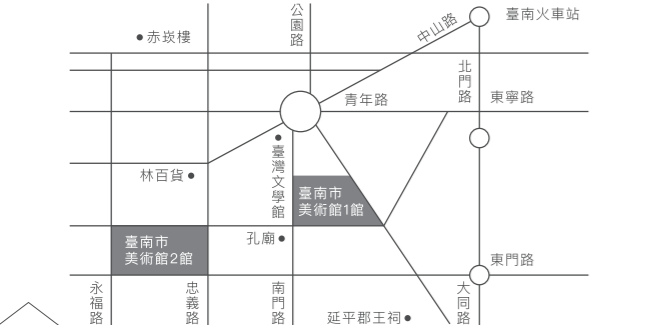 公園路
臺南火車站
中山路
赤崁樓
北門路
青年路
東寧路
臺灣文學館
林百貨
臺南市
美術館1館
孔廟
臺南市
美術館2館
東門路
永福路
忠義路
南門路
大同路
延平郡王祠